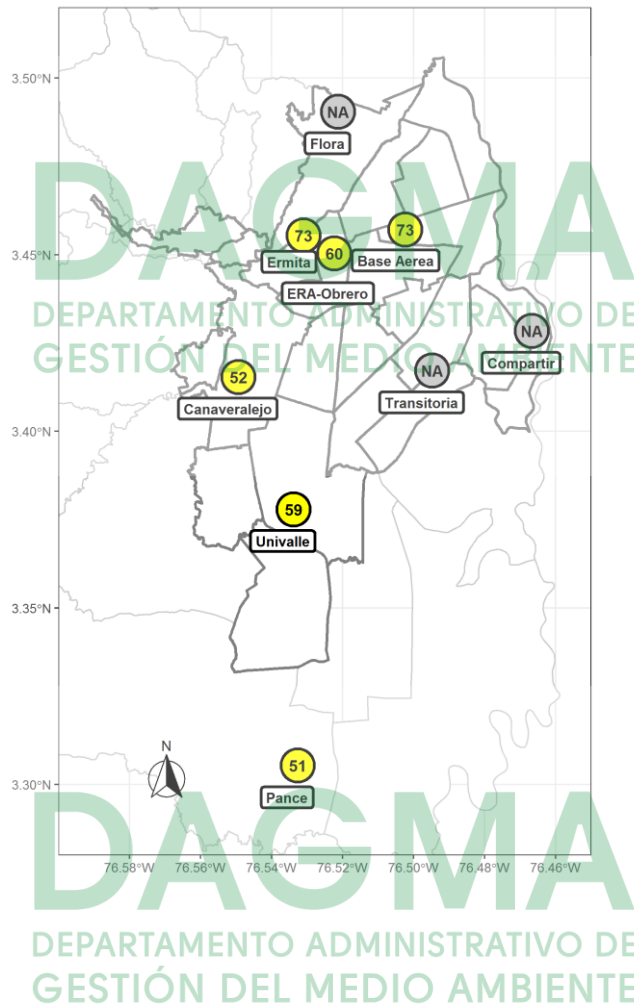 3.50°N
NA
Flora
DAGMA
73
73
3.45°N
60
Ermita
Base Aerea
ERA-Obrero
DEPARTAMENTO ADMINISTRATIVO DE
NA
GESTIÓN DEL MEDIO AMBIENTE
Compartir
52
NA
Canaveralejo
Transitoria
3.40°N
59
Univalle
3.35°N
N
51
3.30°N
Pance
DAGMA
76.58°W 76.56°W 76.54°W 76.52°W 76.50°W 76.48°W 76.46°W
DEPARTAMENTO ADMINISTRATIVO DE
GESTIÓN DEL MEDIO AMBIENTE